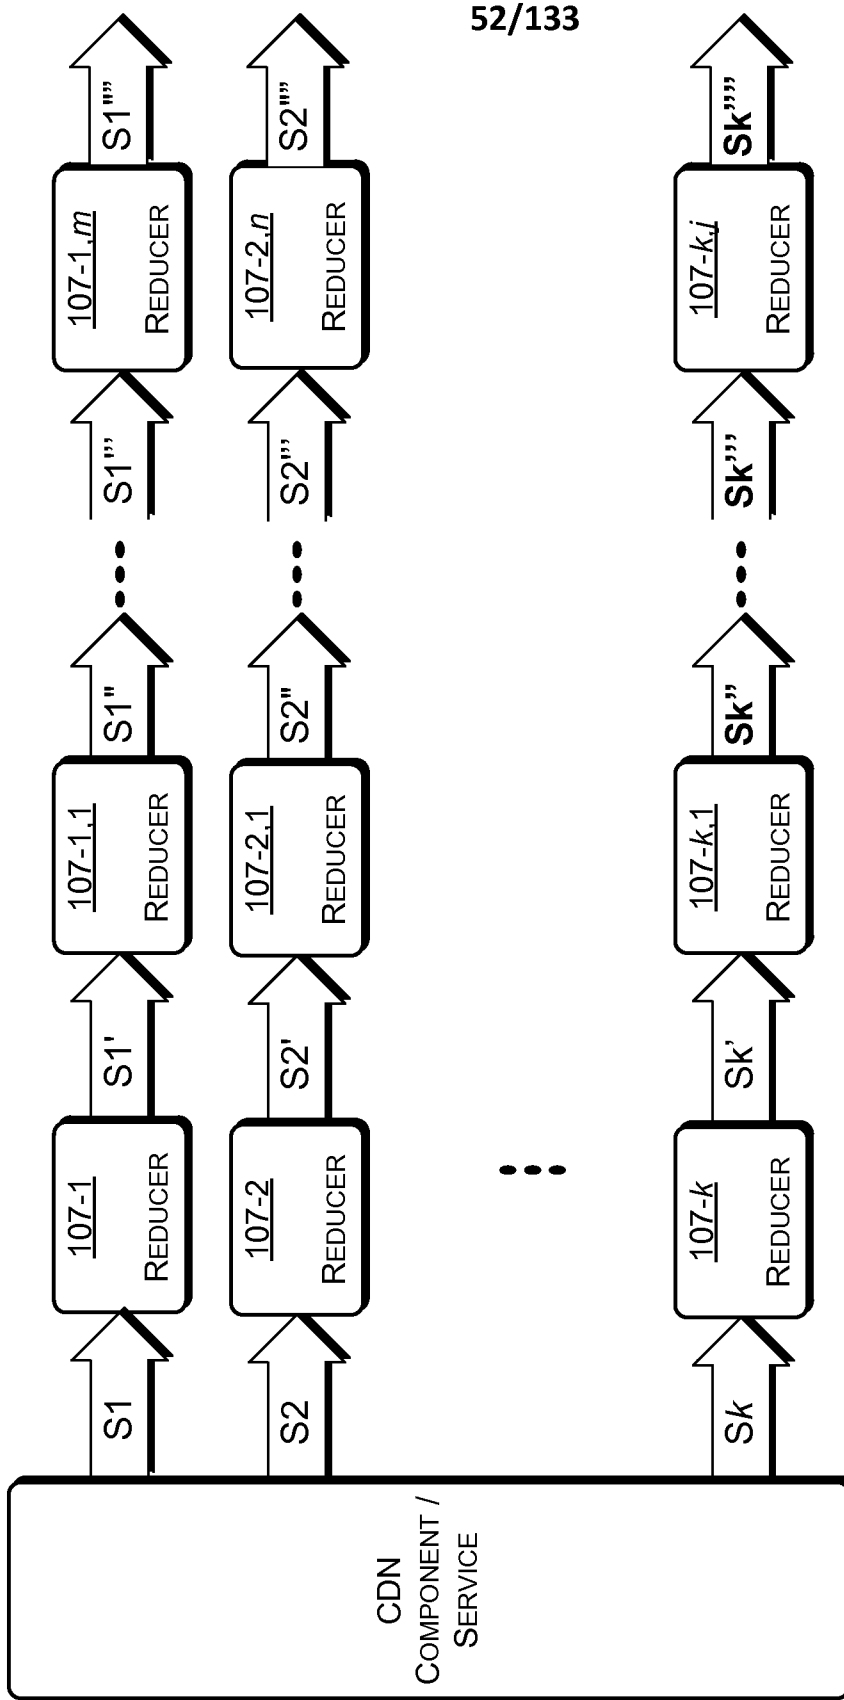 52/133
CDN
COMPONENT /
SERVICE
S1
107-1
REDUCER
S1'
107-1,1
REDUCER
S1"
S1'''
107-1,m
REDUCER
S1""
S2
107-2
REDUCER
S2'
107-2,1
REDUCER
S2"
S2'''
107-2,n
REDUCER
S2""
Sk
107-k
REDUCER
Sk’
107-k,1
REDUCER
Sk”
Sk’’’
107-k,j
REDUCER
Sk””